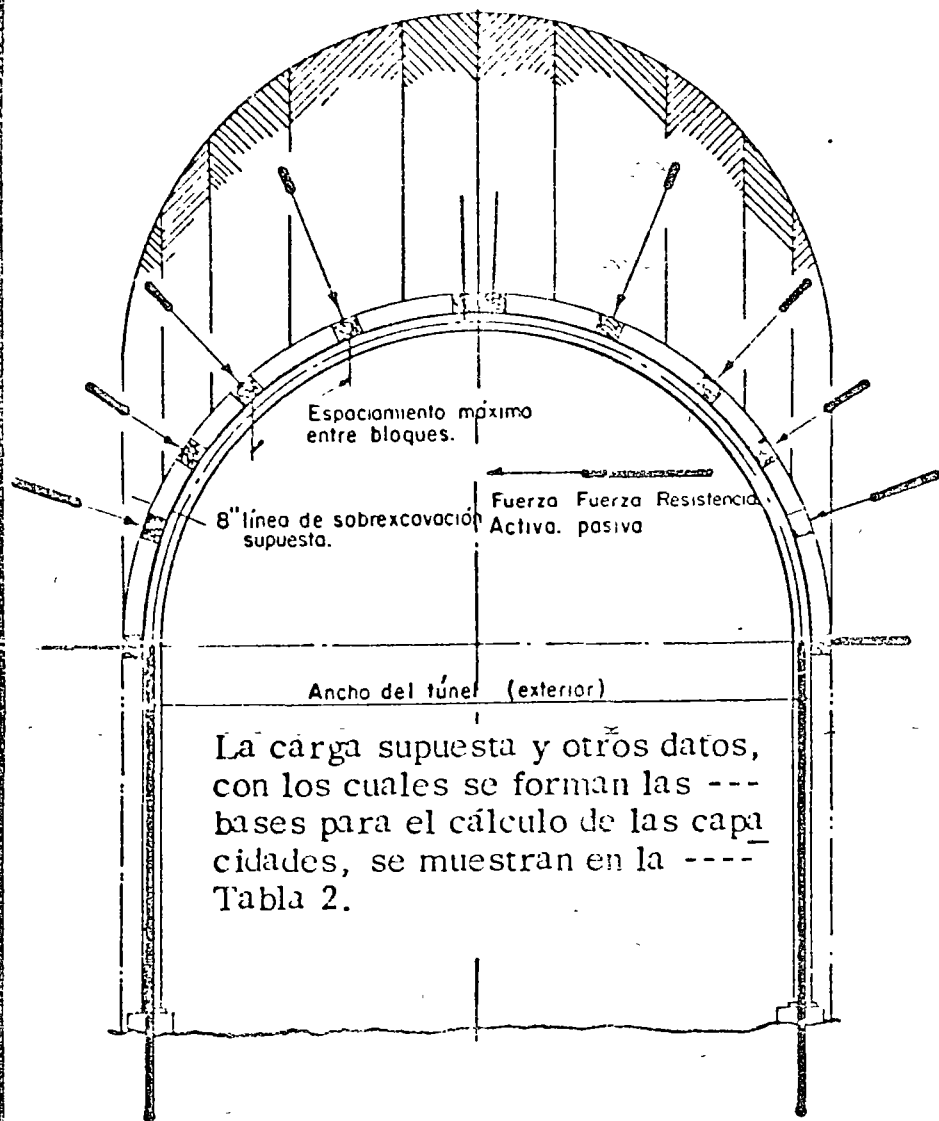 Espaciamiento máximo
entre bloques.
8" línea de sobrexcavación
supuesta.
Fuerza Fuerza Resistencia
Activa. pasiva
Ancho del túnel (exterior)
La carga supuesta y otros datos,
con los cuales se forman las ---
bases para el cálculo de las capa
cidades, se muestran en la ----
Tabla 2.